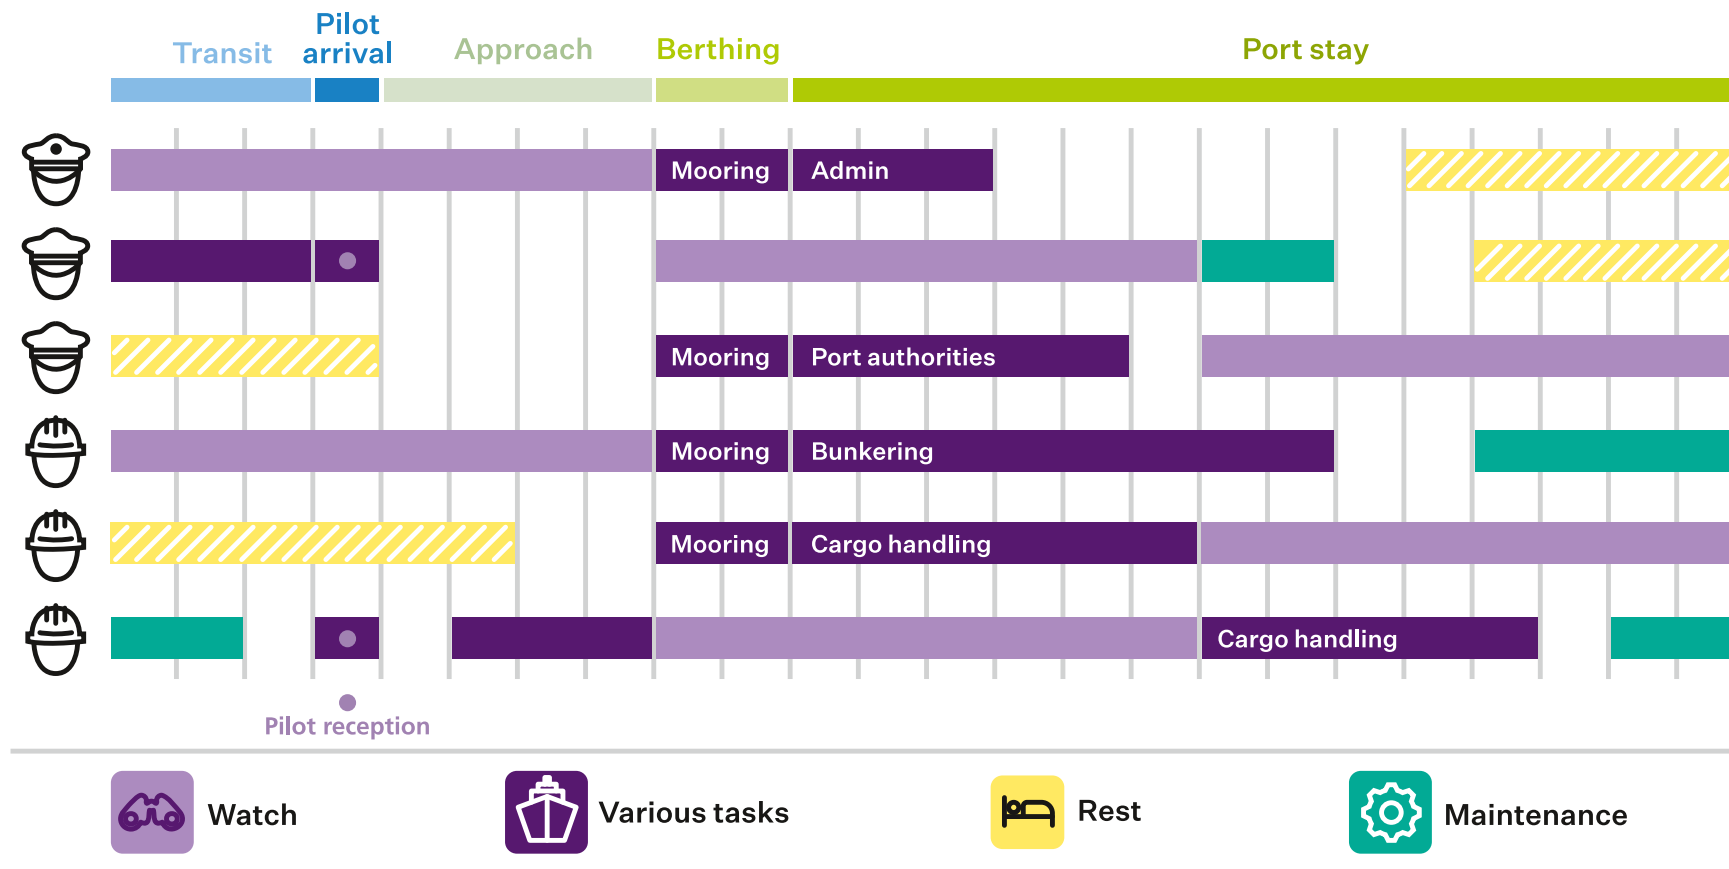 Transit
Pilot
arrival
Approach
Berthing
Port stay
Mooring
Admin
Mooring
Port authorities
Mooring
Bunkering
Mooring
Cargo handling
Cargo handling
Pilot reception
Watch
Various tasks
Rest
Maintenance